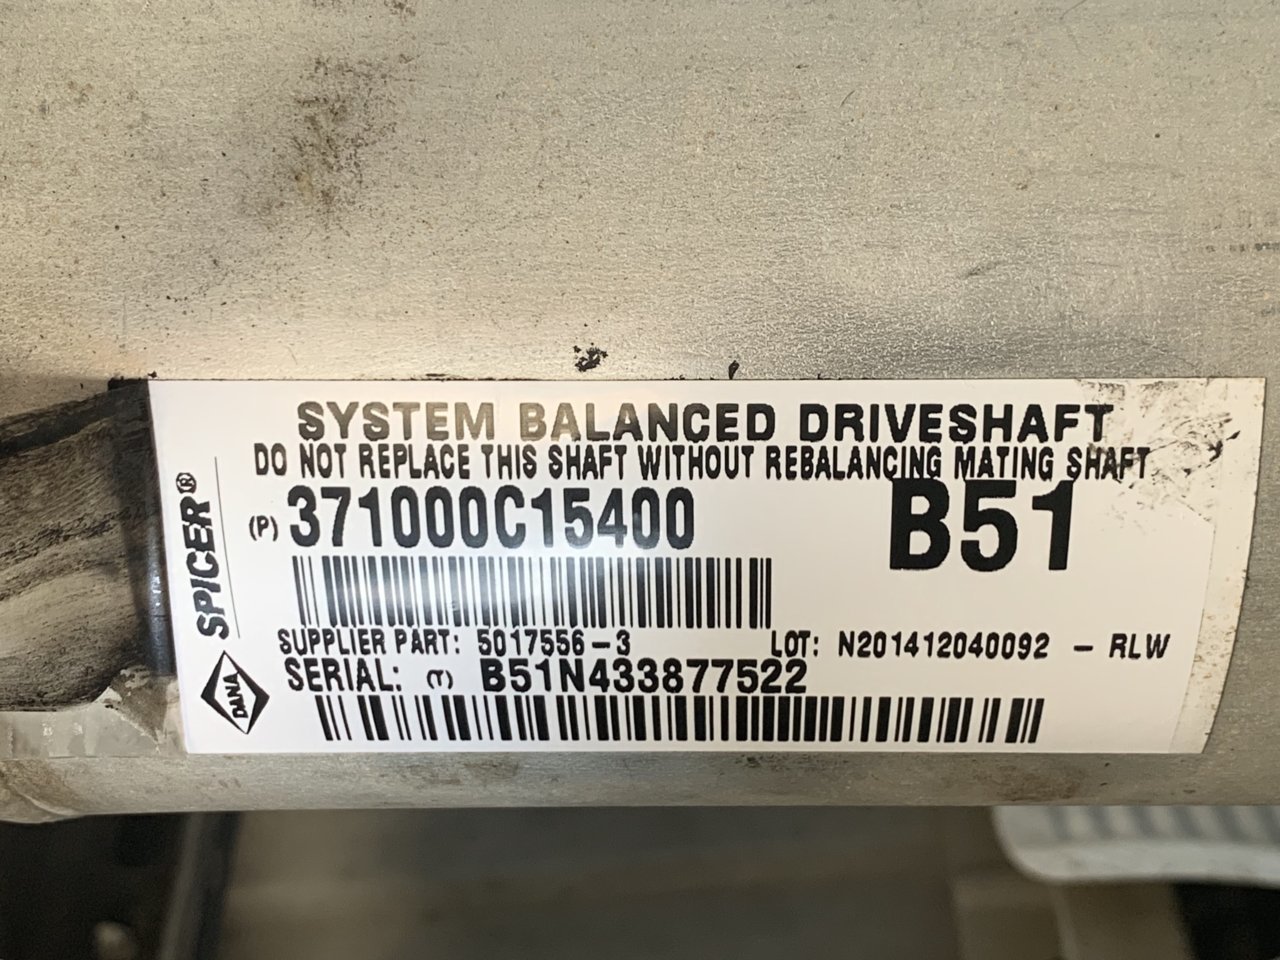 SYSTEM BALANCED DRIVESHAFT
DO NOT REPLACE THIS SHAFT WITHOUT REBALANCING MATING SHAFT
(P) 371000C15400
B51
SUPPLIER PART: 5017556-3 LOT: N201412040092 - RLW
SERIAL: (T) B51N433877522
SPICER®
DANA